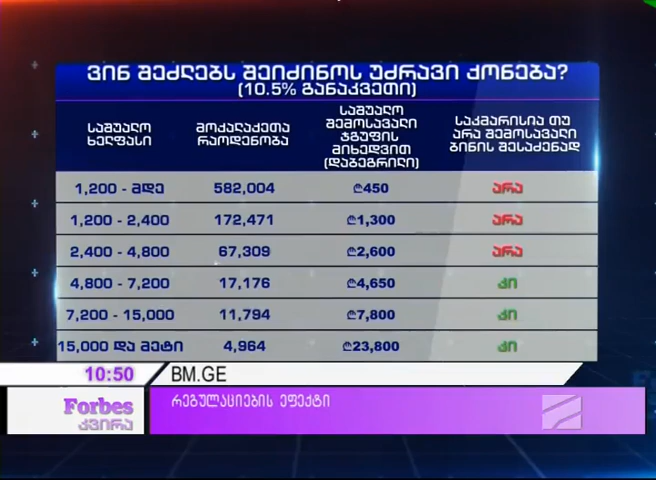 ვინ შეძლებს შეიძინოს უძრავი ქონება?
(10.5% განაკვეთი)
საშუალო ხელფასი
მოქალაქეთა რაოდენობა
საშუალო შემოსავალი ჯგუფის მიხედვით (დაბეგრილი)
საკმარისია თუ არა შემოსავალი ბინის შესაძენად
1,200 - მდე 582,004 ₾450 არა
1,200 - 2,400 172,471 ₾1,300 არა
2,400 - 4,800 67,309 ₾2,600 არა
4,800 - 7,200 17,176 ₾4,650 კი
7,200 - 15,000 11,794 ₾7,800 კი
15,000 და მეტი 4,964 ₾23,800 კი
10:50 BM.GE
Forbes
კვირა
რეგულაციების ეფექტი